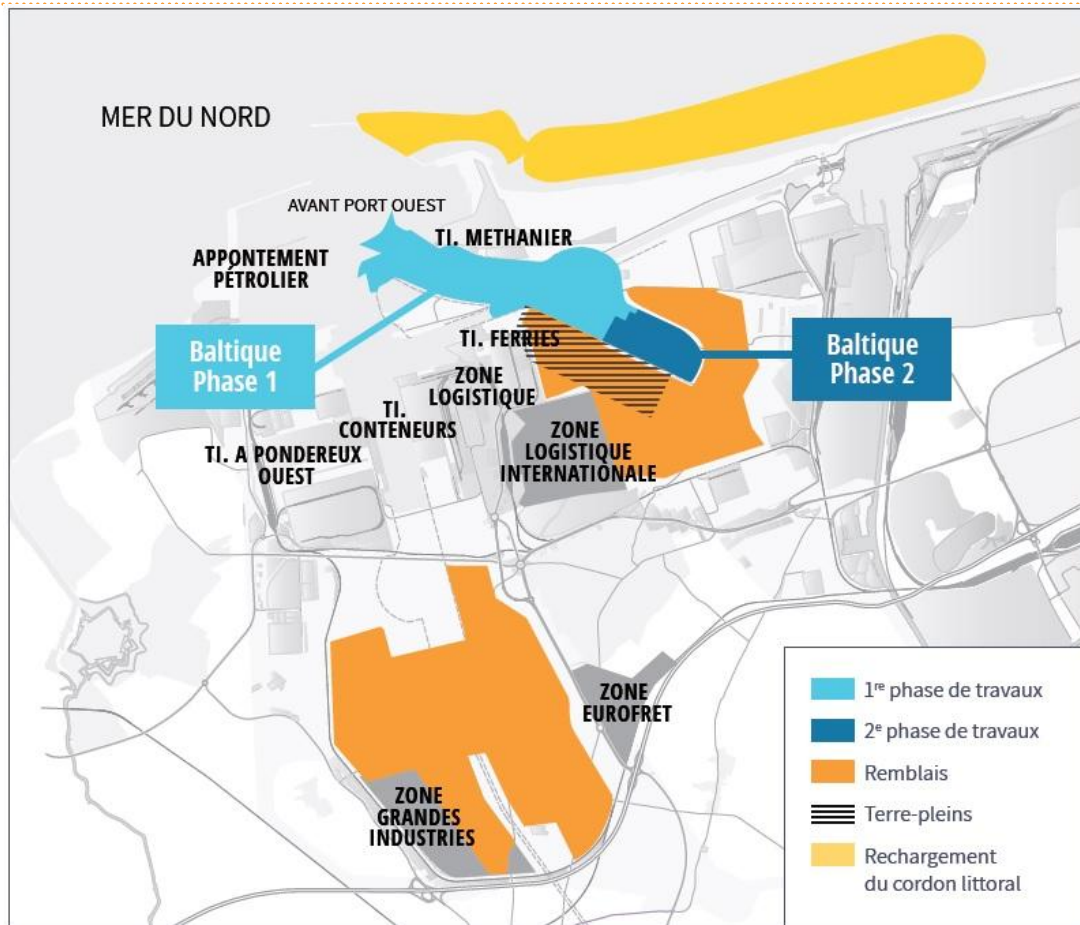 MER DU NORD
AVANT PORT OUEST
TI. METHANIER
APPONTEMENT
PÉTROLIER
Baltique
Phase 1
TI. FERRIES
Baltique
Phase 2
ZONE
LOGISTIQUE
TI.
CONTENEURS
ZONE
LOGISTIQUE
INTERNATIONALE
TI. A PONDEREUX
OUEST
ZONE
EUROFRET
ZONE
GRANDES
INDUSTRIES
1re phase de travaux
2e phase de travaux
Remblais
Terre-pleins
Rechargement
du cordon littoral